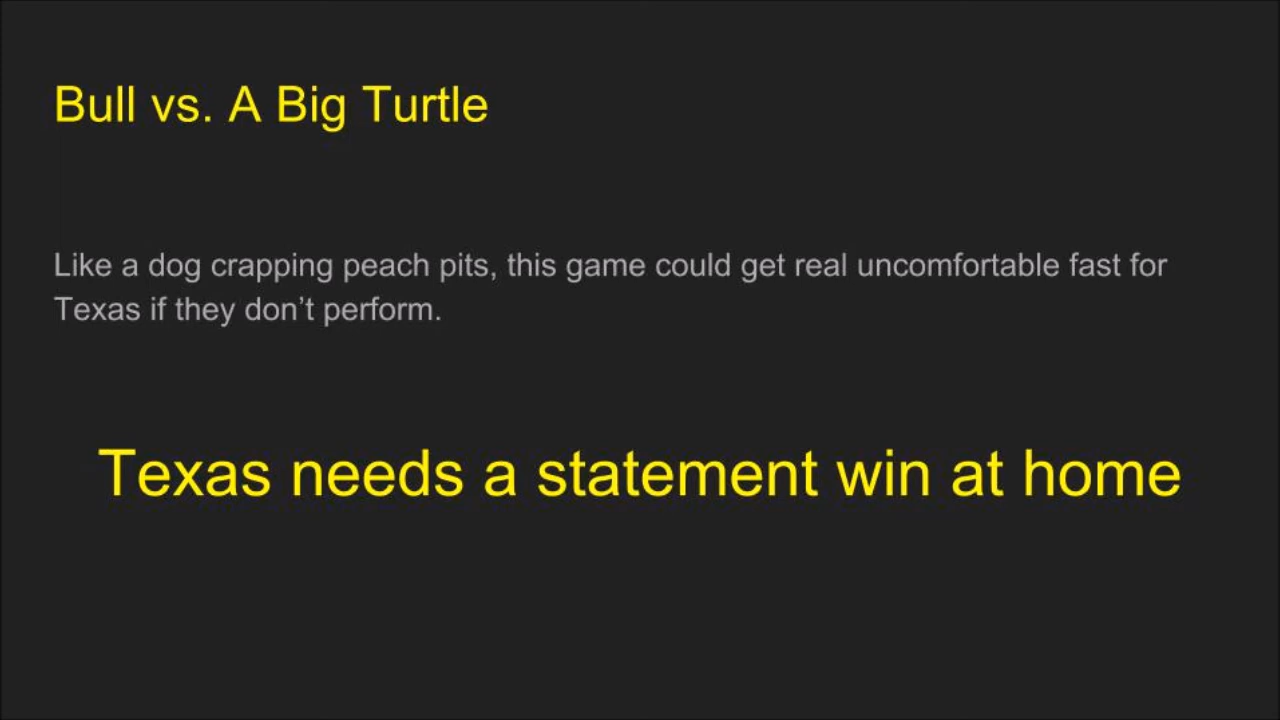 Bull vs. A Big Turtle
Like a dog crapping peach pits, this game could get real uncomfortable fast for
Texas if they don’t perform.
Texas needs a statement win at home